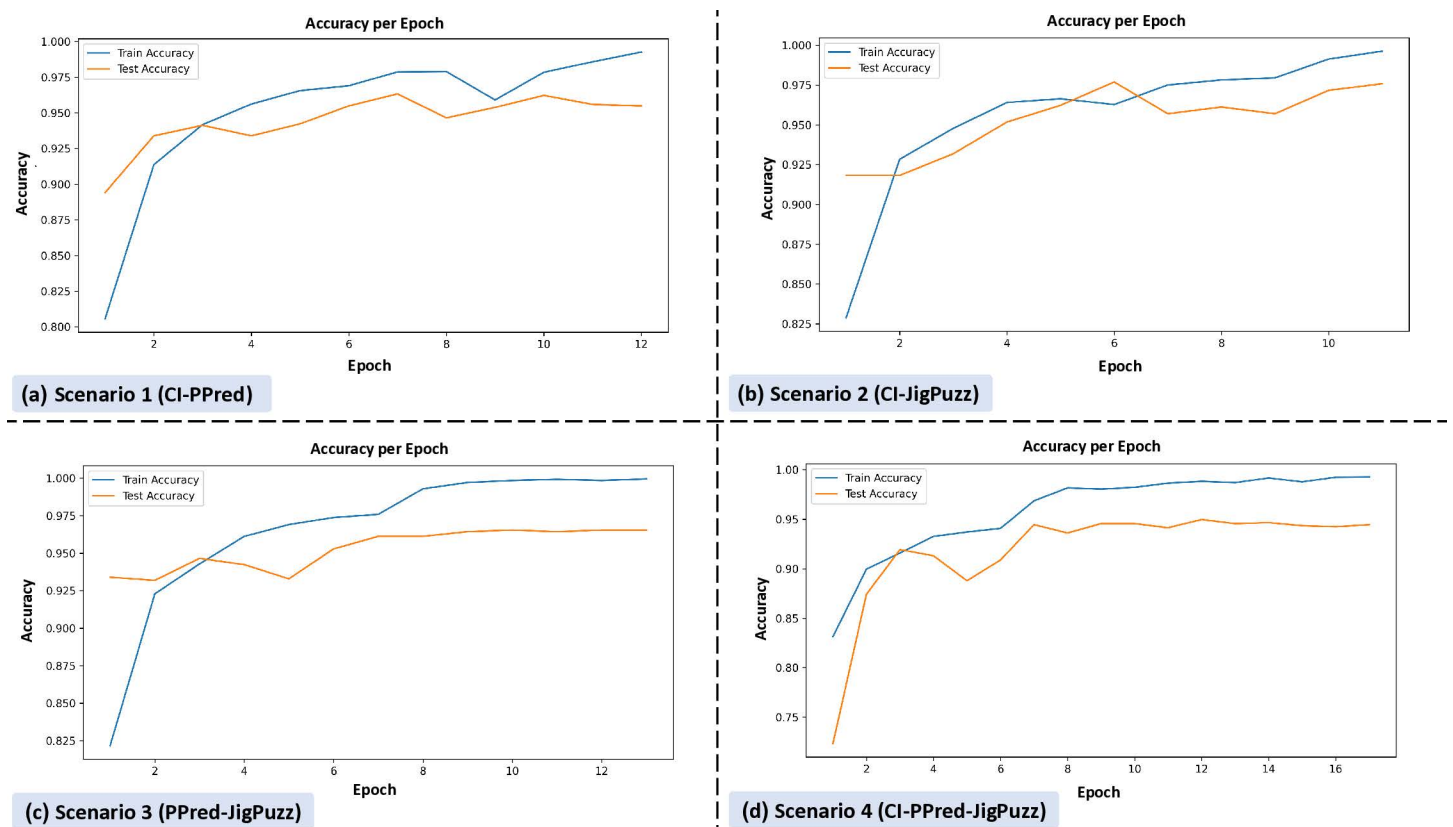 Accuracy per Epoch
Train Accuracy
Test Accuracy
1.000
0.975
0.950
0.925
0.900
0.875
0.850
0.825
0.800
Accuracy
2 4 6 8 10 12
Epoch
(a) Scenario 1 (CI-PPred)
Accuracy per Epoch
Train Accuracy
Test Accuracy
1.000
0.975
0.950
0.925
0.900
0.875
0.850
0.825
Accuracy
2 4 6 8 10
Epoch
(b) Scenario 2 (CI-JigPuzz)
Accuracy per Epoch
Train Accuracy
Test Accuracy
1.000
0.975
0.950
0.925
0.900
0.875
0.850
0.825
Accuracy
2 4 6 8 10 12
Epoch
(c) Scenario 3 (PPred-JigPuzz)
Accuracy per Epoch
Train Accuracy
Test Accuracy
1.00
0.95
0.90
0.85
0.80
0.75
Accuracy
2 4 6 8 10 12 14 16
Epoch
(d) Scenario 4 (CI-PPred-JigPuzz)